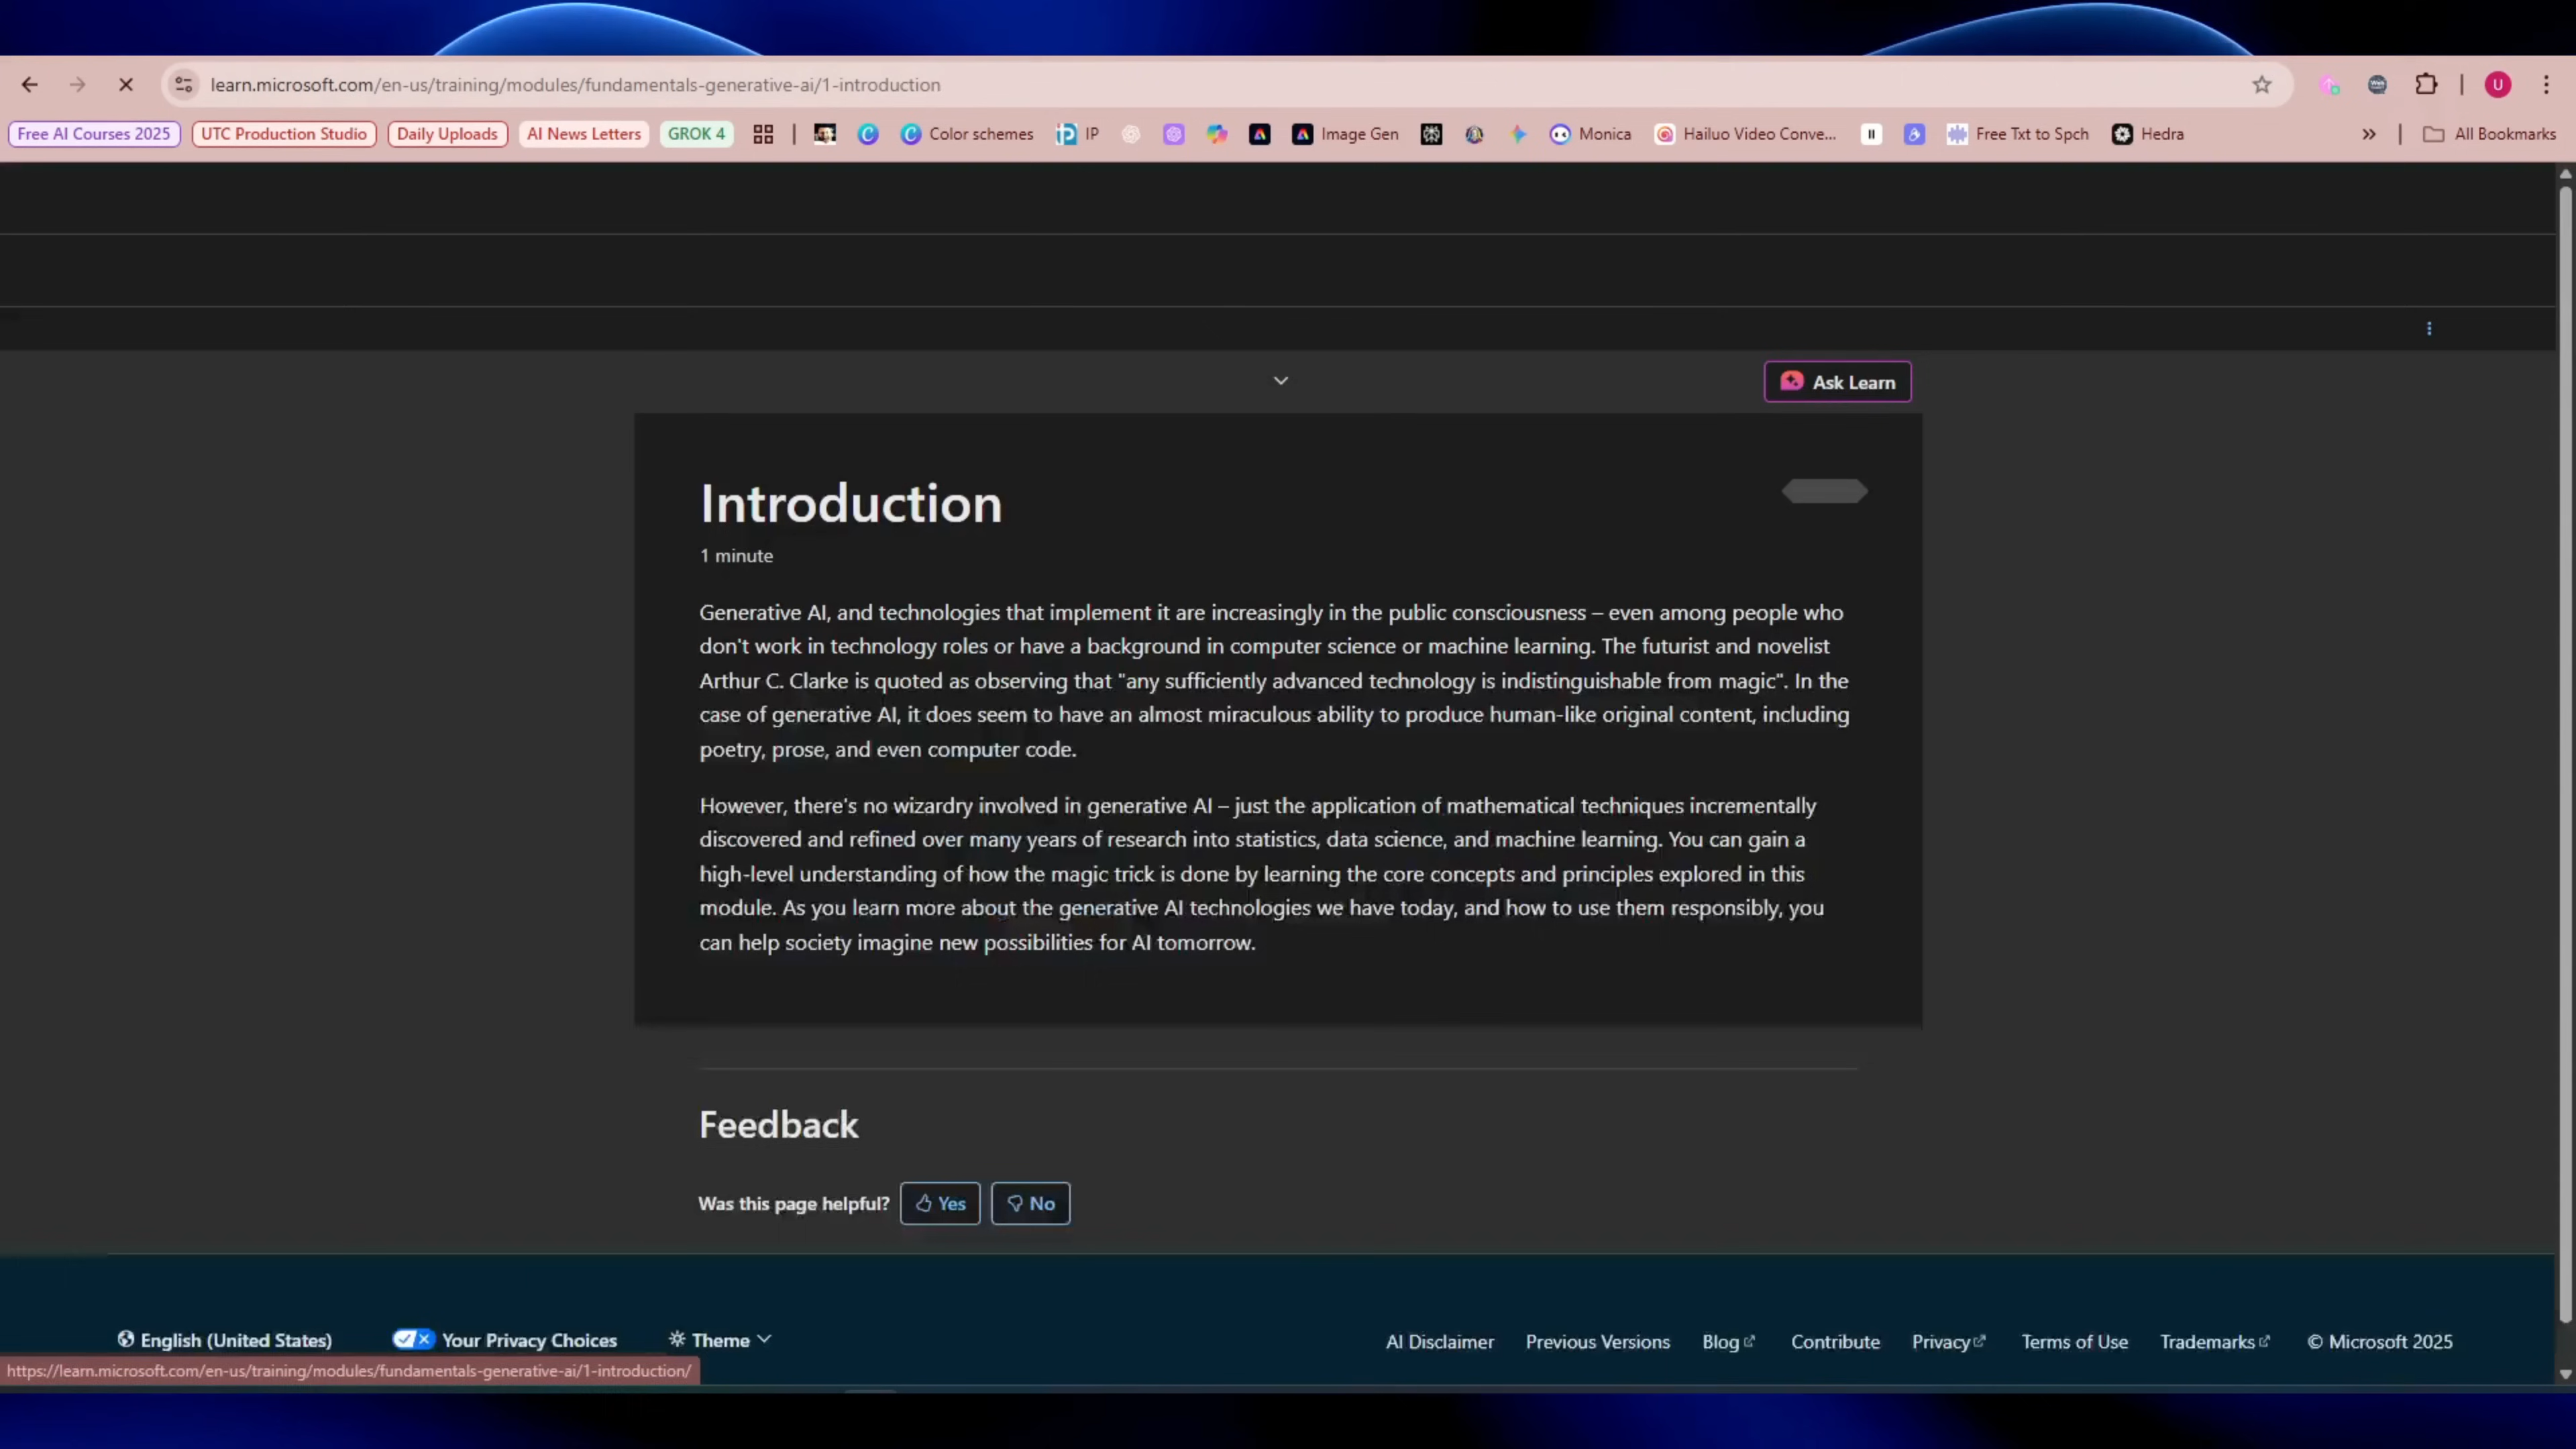 learn.microsoft.com/en-us/training/modules/fundamentals-generative-ai/1-introduction
U
Free AI Courses 2025 UTC Production Studio Daily Uploads AI News Letters GROK 4 Color schemes IP Image Gen Monica Hailuo Video Conve... Free Txt to Spch Hedra » All Bookmarks
Ask Learn
Introduction
1 minute
Generative AI, and technologies that implement it are increasingly in the public consciousness – even among people who
don't work in technology roles or have a background in computer science or machine learning. The futurist and novelist
Arthur C. Clarke is quoted as observing that "any sufficiently advanced technology is indistinguishable from magic". In the
case of generative AI, it does seem to have an almost miraculous ability to produce human-like original content, including
poetry, prose, and even computer code.
However, there's no wizardry involved in generative AI – just the application of mathematical techniques incrementally
discovered and refined over many years of research into statistics, data science, and machine learning. You can gain a
high-level understanding of how the magic trick is done by learning the core concepts and principles explored in this
module. As you learn more about the generative AI technologies we have today, and how to use them responsibly, you
can help society imagine new possibilities for AI tomorrow.
Feedback
Was this page helpful? Yes No
English (United States) Your Privacy Choices Theme AI Disclaimer Previous Versions Blog Contribute Privacy Terms of Use Trademarks © Microsoft 2025
https://learn.microsoft.com/en-us/training/modules/fundamentals-generative-ai/1-introduction/